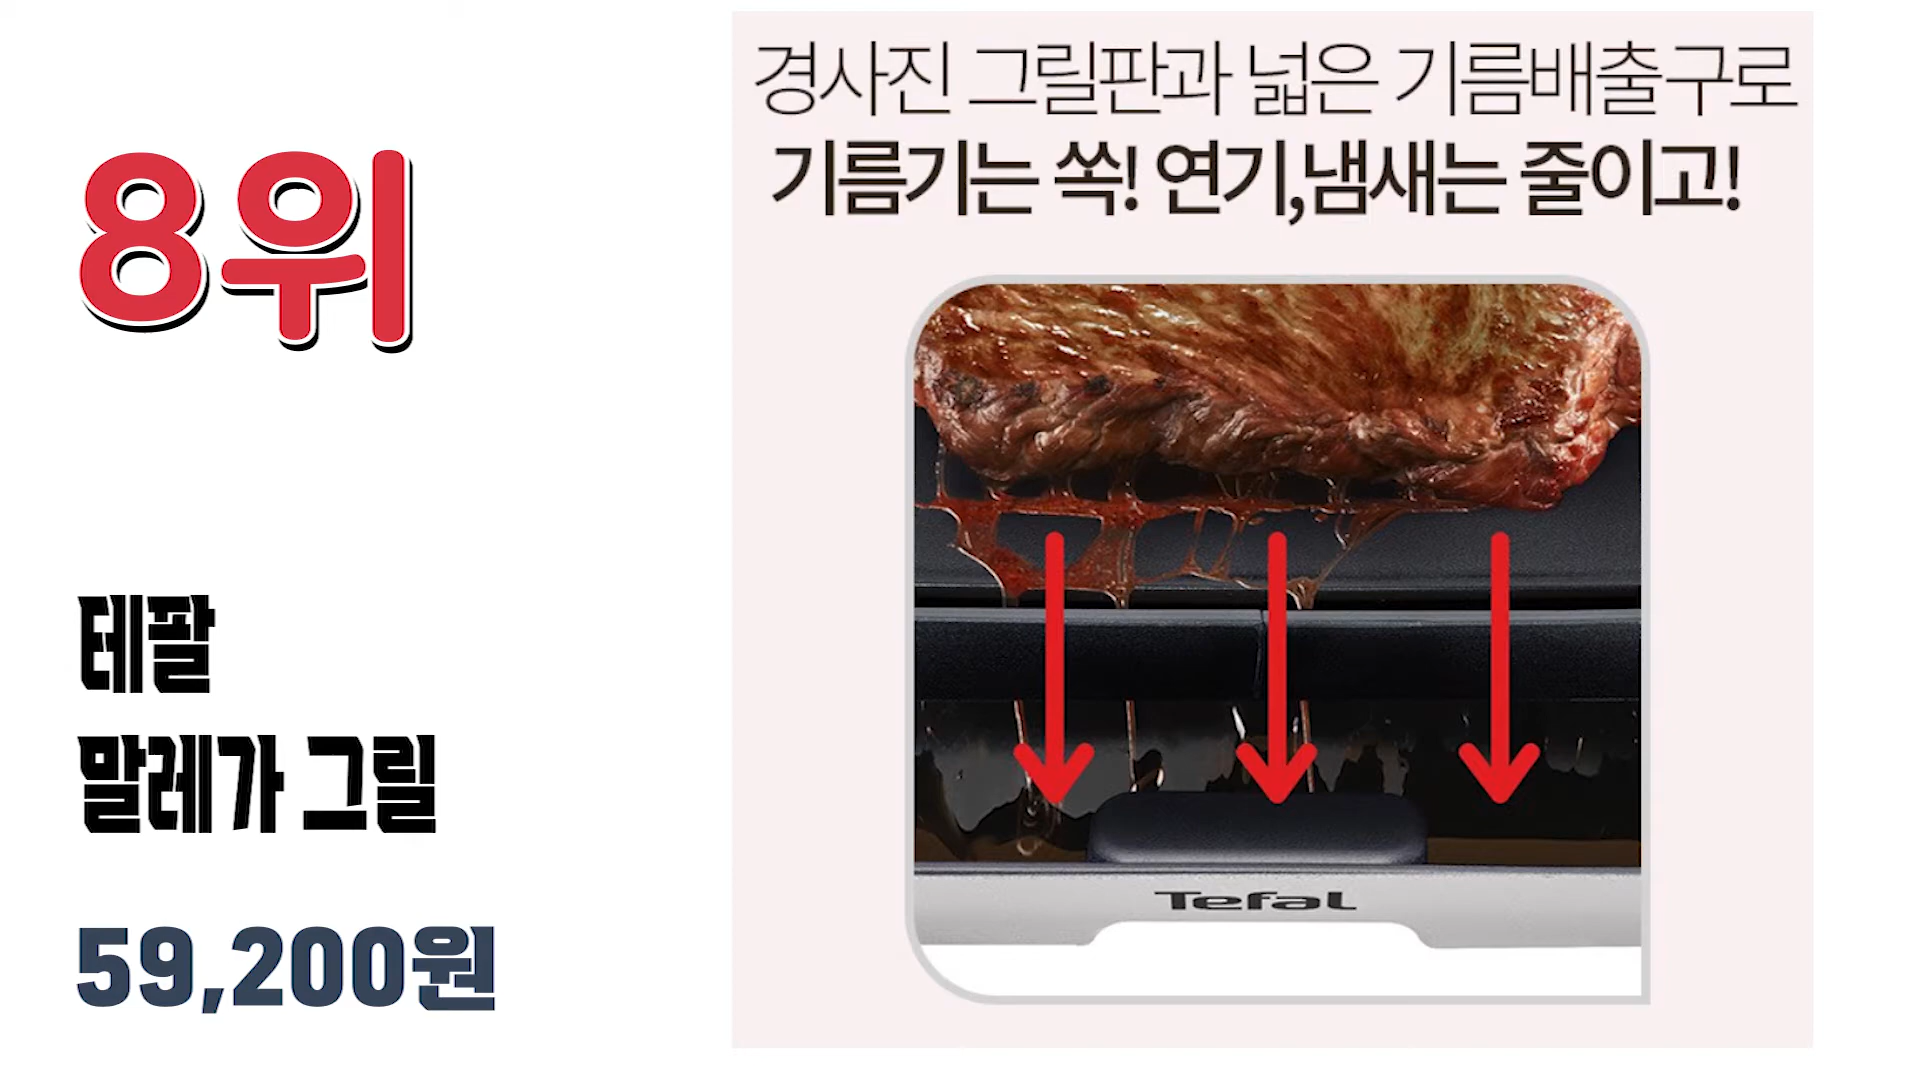 8위
테팔
말레가 그릴
59,200원
경사진 그릴판과 넓은 기름배출구로
기름기는 쏙! 연기,냄새는 줄이고!
Tefal